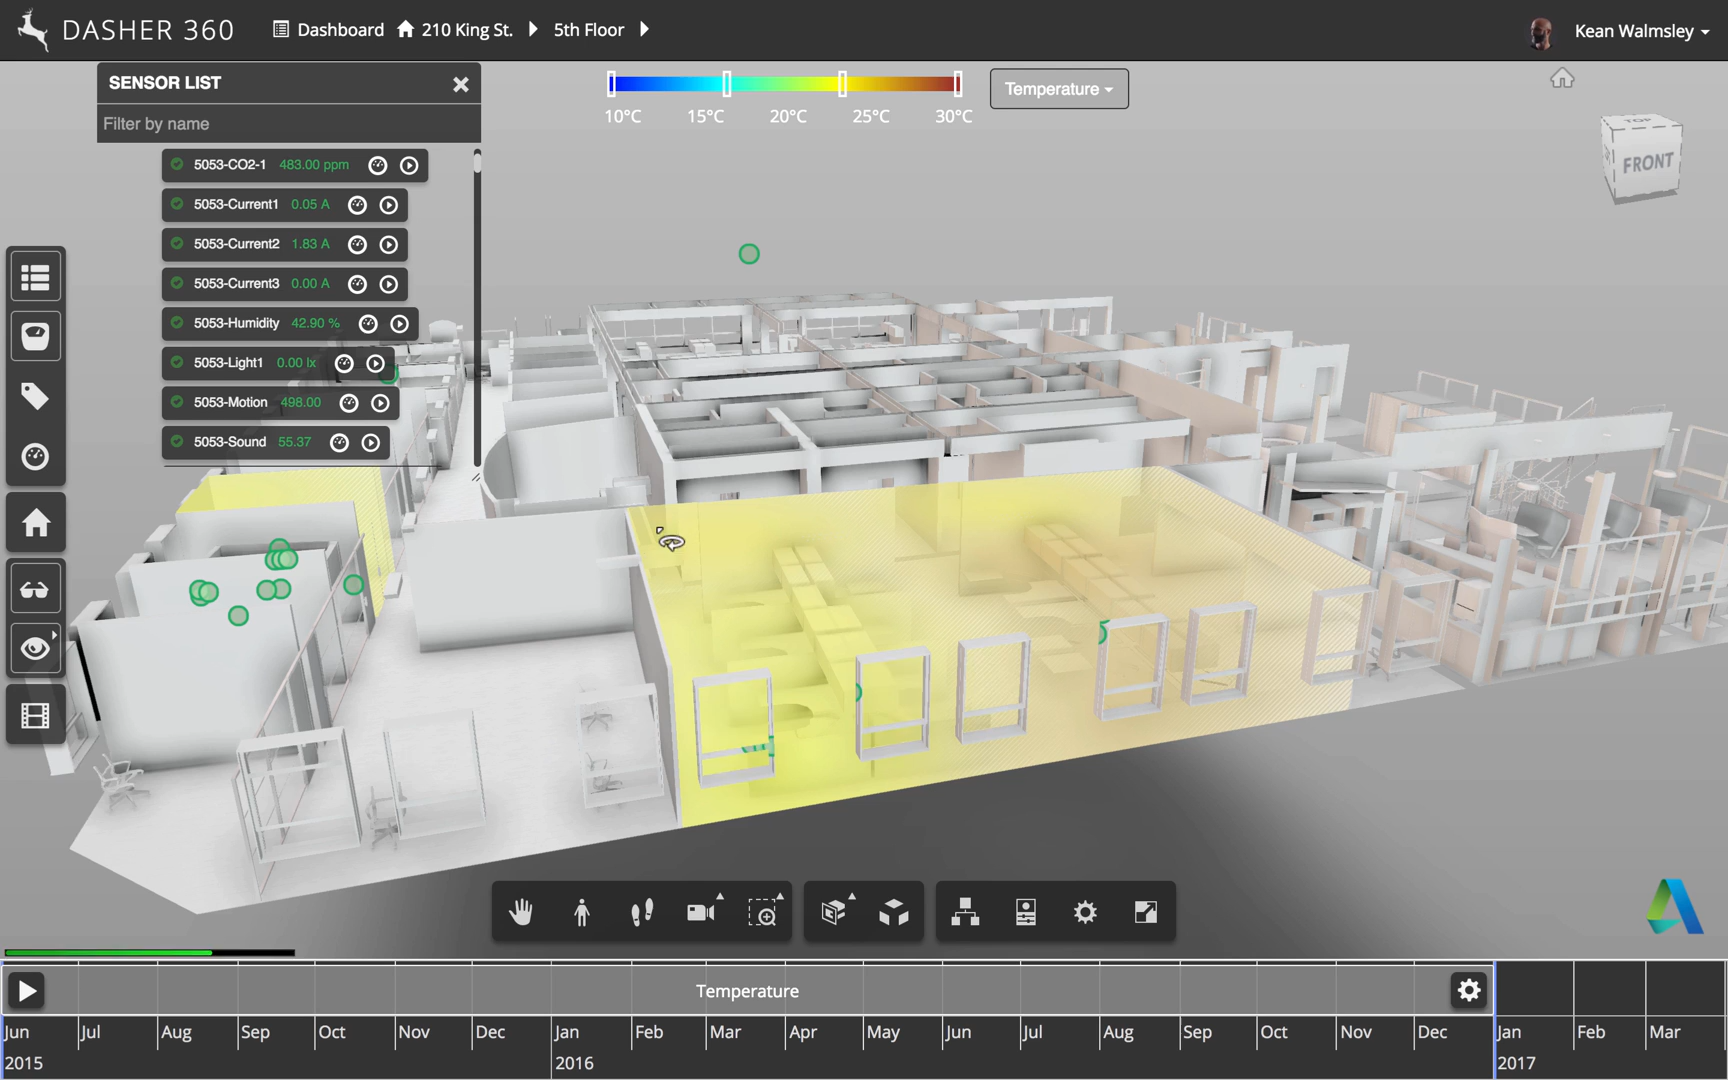 DASHER 360
Dashboard
210 King St.
5th Floor
Kean Walmsley
SENSOR LIST
Filter by name
5053-CO2-1 483.00 ppm
5053-Current1 0.05 A
5053-Current2 1.83 A
5053-Current3 0.00 A
5053-Humidity 42.90 %
5053-Light1 0.00 lx
5053-Motion 498.00
5053-Sound 55.37
10°C 15°C 20°C 25°C 30°C
Temperature
TOP
FRONT
Temperature
Jun Jul Aug Sep Oct Nov Dec Jan Feb Mar Apr May Jun Jul Aug Sep Oct Nov Dec Jan Feb Mar
2015 2016 2017